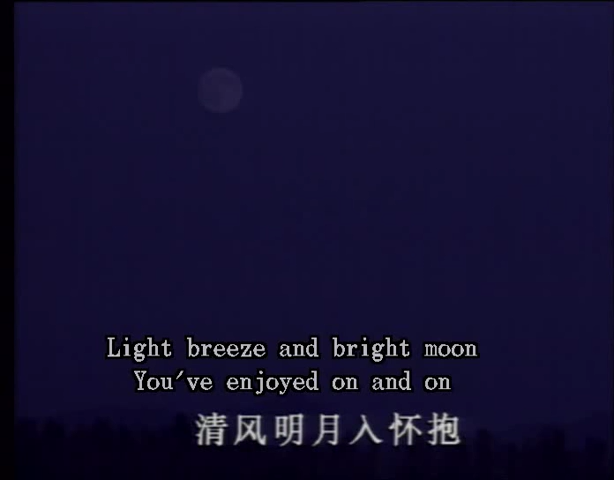 Light breeze and bright moon
You've enjoyed on and on
清风明月入怀抱